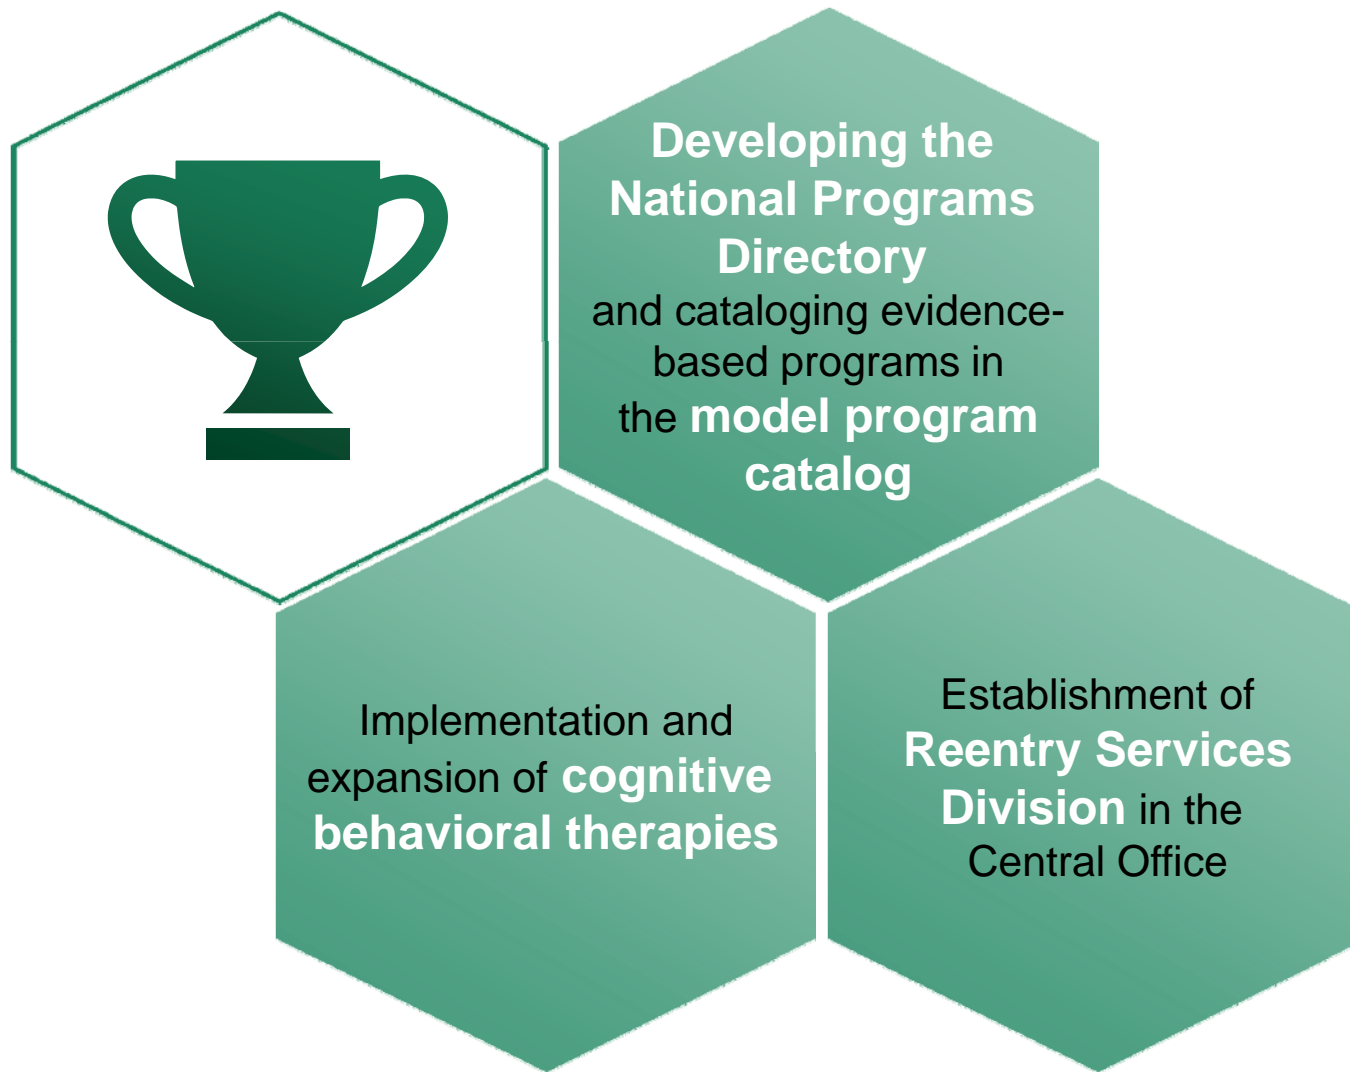 Developing the
National Programs
Directory
and cataloging evidence-
based programs in
the model program
catalog
Implementation and
expansion of cognitive
behavioral therapies
Establishment of
Reentry Services
Division in the
Central Office